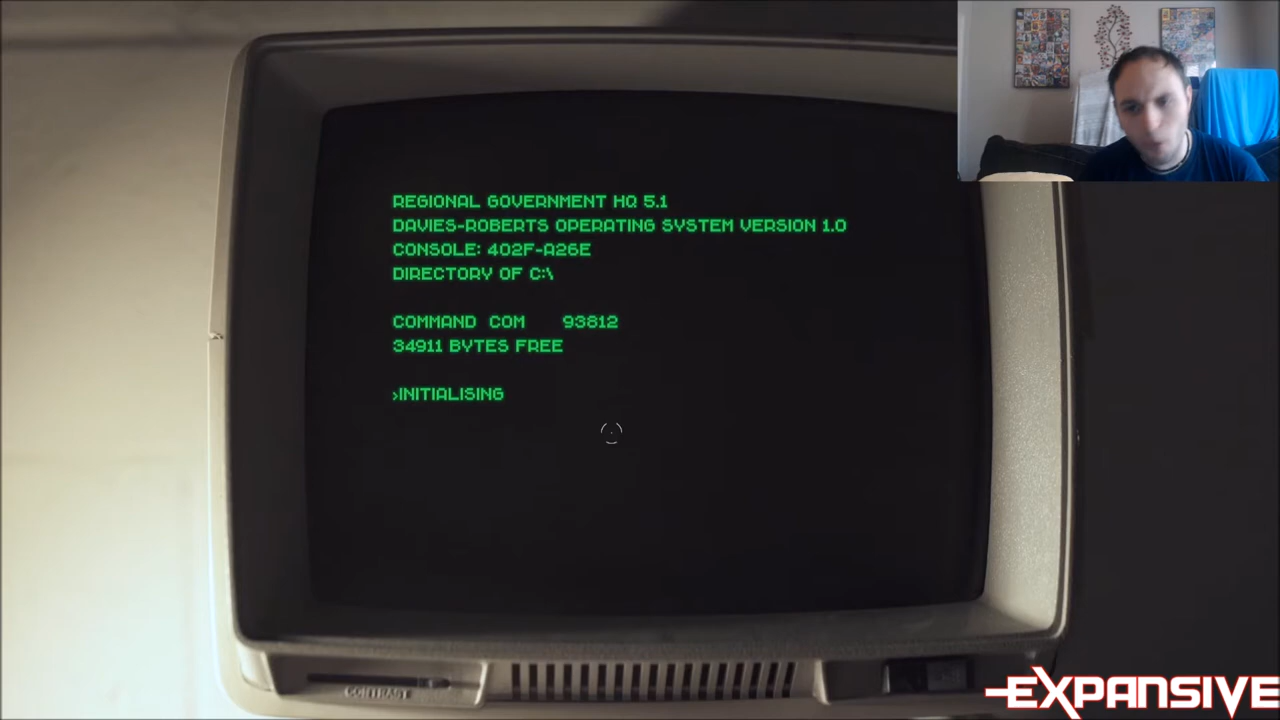 REGIONAL GOVERNMENT HQ 5.1
DAVIES-ROBERTS OPERATING SYSTEM VERSION 1.0
CONSOLE: 402F-A26E
DIRECTORY OF C:\
COMMAND COM 93812
34911 BYTES FREE
>INITIALISING
CONTRAST
EXPANSIVE